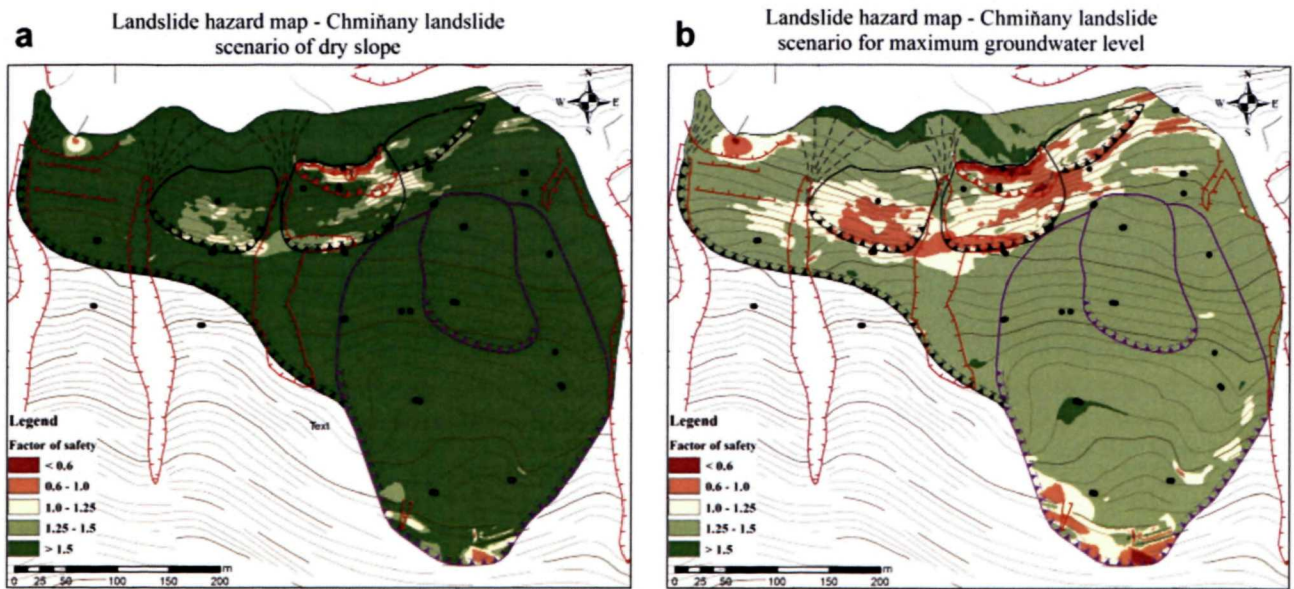 a
Landslide hazard map - Chmiňany landslide
scenario of dry slope
N
W E
S
Text
Legend
Factor of safety
< 0.6
0.6 - 1.0
1.0 - 1.25
1.25 - 1.5
> 1.5
m
0 25 50 100 150 200
b
Landslide hazard map - Chmiňany landslide
scenario for maximum groundwater level
N
W E
S
Legend
Factor of safety
< 0.6
0.6 - 1.0
1.0 - 1.25
1.25 - 1.5
> 1.5
m
0 25 50 100 150 200